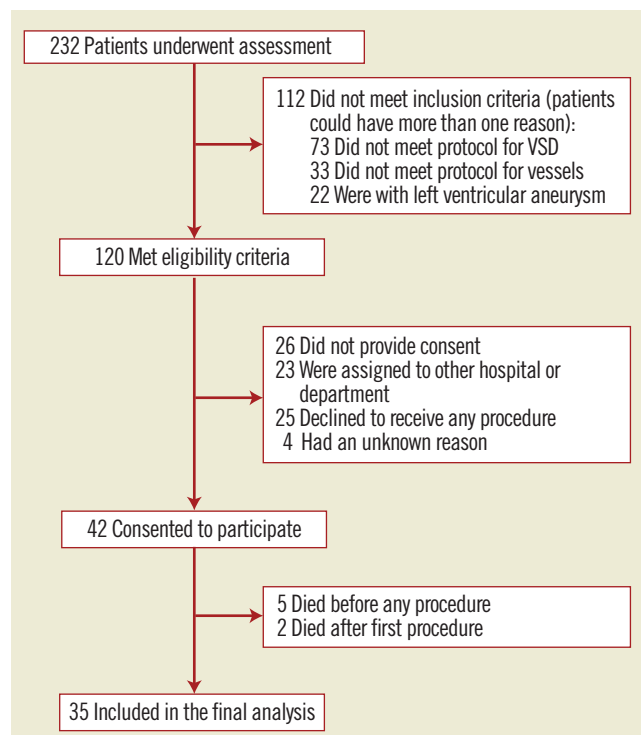 232 Patients underwent assessment
112 Did not meet inclusion criteria (patients
could have more than one reason):
73 Did not meet protocol for VSD
33 Did not meet protocol for vessels
22 Were with left ventricular aneurysm
120 Met eligibility criteria
26 Did not provide consent
23 Were assigned to other hospital or
department
25 Declined to receive any procedure
4 Had an unknown reason
42 Consented to participate
5 Died before any procedure
2 Died after first procedure
35 Included in the final analysis